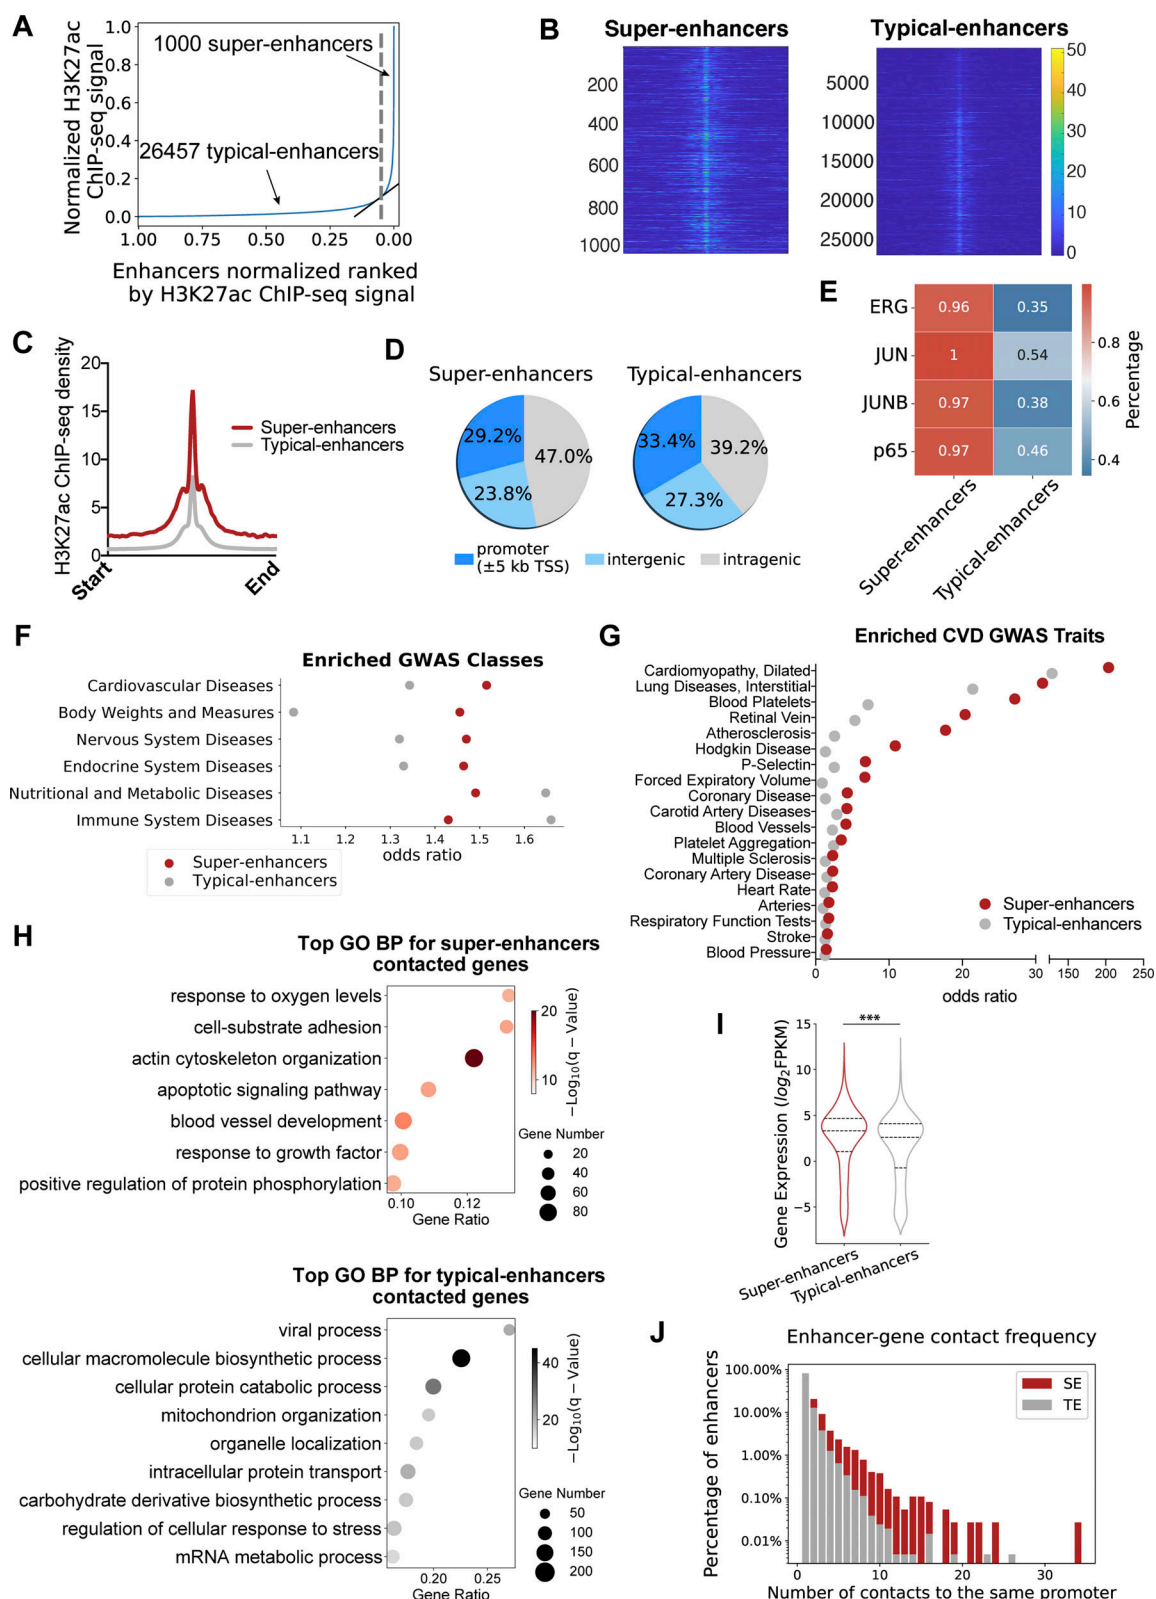 A
Normalized H3K27ac
ChIP-seq signal
1.0
0.8
0.6
0.4
0.2
0.0
1000 super-enhancers
26457 typical-enhancers
1.00
0.75
0.50
0.25
0.00
Enhancers normalized ranked
by H3K27ac ChIP-seq signal
B
Super-enhancers
200
400
600
800
1000
Typical-enhancers
5000
10000
15000
20000
25000
50
40
30
20
10
0
C
H3K27ac ChIP-seq density
20
15
10
5
0
Super-enhancers
Typical-enhancers
Start
End
D
Super-enhancers
Typical-enhancers
29.2%
47.0%
23.8%
33.4%
39.2%
27.3%
promoter
(±5 kb TSS)
intergenic
intragenic
E
ERG
0.96
0.35
JUN
1
0.54
JUNB
0.97
0.38
p65
0.97
0.46
Super-enhancers
Typical-enhancers
0.8
0.6
0.4
Percentage
F
Enriched GWAS Classes
Cardiovascular Diseases
Body Weights and Measures
Nervous System Diseases
Endocrine System Diseases
Nutritional and Metabolic Diseases
Immune System Diseases
1.1
1.2
1.3
1.4
1.5
1.6
odds ratio
Super-enhancers
Typical-enhancers
G
Enriched CVD GWAS Traits
Cardiomyopathy, Dilated
Lung Diseases, Interstitial
Blood Platelets
Retinal Vein
Atherosclerosis
Hodgkin Disease
P-Selectin
Forced Expiratory Volume
Coronary Disease
Carotid Artery Diseases
Blood Vessels
Platelet Aggregation
Multiple Sclerosis
Coronary Artery Disease
Heart Rate
Arteries
Respiratory Function Tests
Stroke
Blood Pressure
Super-enhancers
Typical-enhancers
0
10
20
30
150
200
250
odds ratio
H
Top GO BP for super-enhancers
contacted genes
response to oxygen levels
cell-substrate adhesion
actin cytoskeleton organization
apoptotic signaling pathway
blood vessel development
response to growth factor
positive regulation of protein phosphorylation
0.10
0.12
Gene Ratio
20
10
−Log₁₀(q − Value)
Gene Number
20
40
60
80
Top GO BP for typical-enhancers
contacted genes
viral process
cellular macromolecule biosynthetic process
cellular protein catabolic process
mitochondrion organization
organelle localization
intracellular protein transport
carbohydrate derivative biosynthetic process
regulation of cellular response to stress
mRNA metabolic process
0.20
0.25
Gene Ratio
40
20
−Log₁₀(q − Value)
Gene Number
50
100
150
200
I
Gene Expression (log₂FPKM)
15
10
5
0
−5
***
Super-enhancers
Typical-enhancers
J
Enhancer-gene contact frequency
Percentage of enhancers
100.00%
10.00%
1.00%
0.10%
0.01%
SE
TE
0
10
20
30
Number of contacts to the same promoter